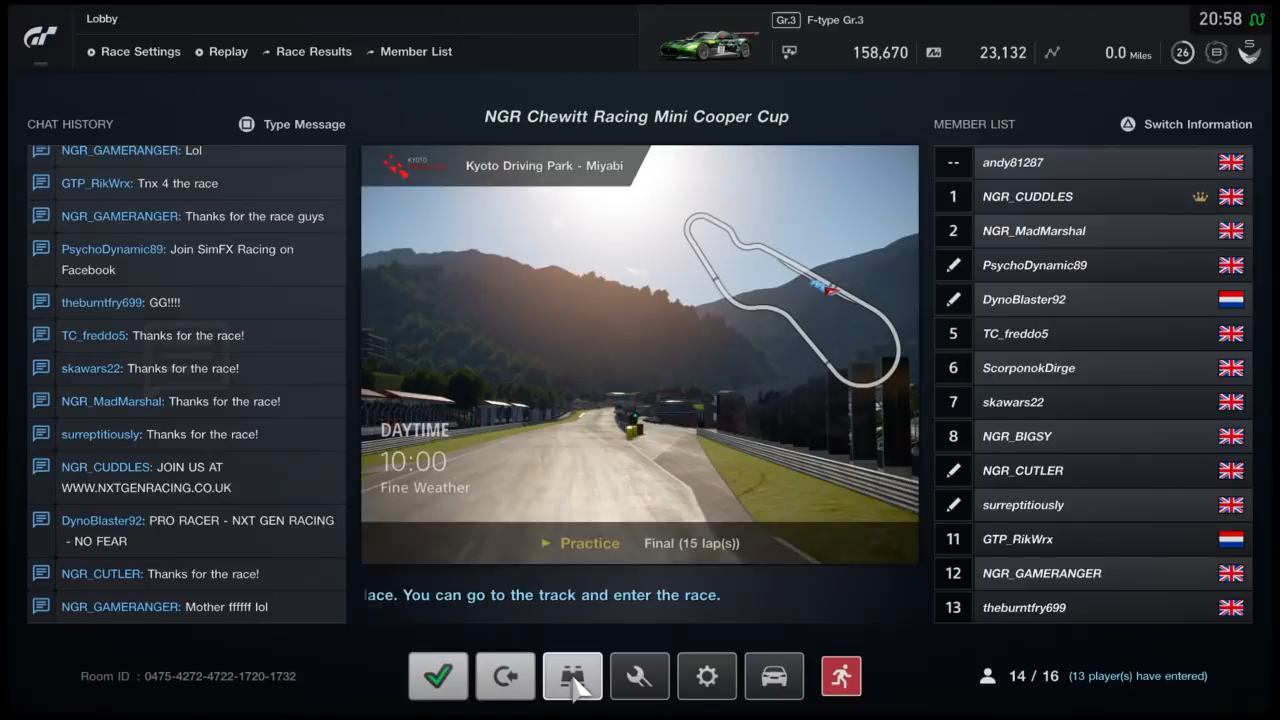 Lobby
Gr.3 F-type Gr.3
20:58
Race Settings Replay Race Results Member List
158,670 23,132 0.0 Miles 26 B S
NGR Chewitt Racing Mini Cooper Cup
CHAT HISTORY Type Message
NGR_GAMERANGER: Lol
GTP_RikWrx: Tnx 4 the race
NGR_GAMERANGER: Thanks for the race guys
PsychoDynamic89: Join SimFX Racing on
Facebook
theburntfry699: GG!!!!
TC_freddo5: Thanks for the race!
skawars22: Thanks for the race!
NGR_MadMarshal: Thanks for the race!
surreptitiously: Thanks for the race!
NGR_CUDDLES: JOIN US AT
WWW.NXTGENRACING.CO.UK
DynoBlaster92: PRO RACER - NXT GEN RACING
- NO FEAR
NGR_CUTLER: Thanks for the race!
NGR_GAMERANGER: Mother ffffff lol
KYOTO
Kyoto Driving Park - Miyabi
DAYTIME
10:00
Fine Weather
Practice Final (15 lap(s))
lace. You can go to the track and enter the race.
MEMBER LIST Switch Information
-- andy81287
1 NGR_CUDDLES
2 NGR_MadMarshal
PsychoDynamic89
DynoBlaster92
5 TC_freddo5
6 ScorponokDirge
7 skawars22
8 NGR_BIGSY
NGR_CUTLER
surreptitiously
11 GTP_RikWrx
12 NGR_GAMERANGER
13 theburntfry699
Room ID : 0475-4272-4722-1720-1732
14 / 16 (13 player(s) have entered)